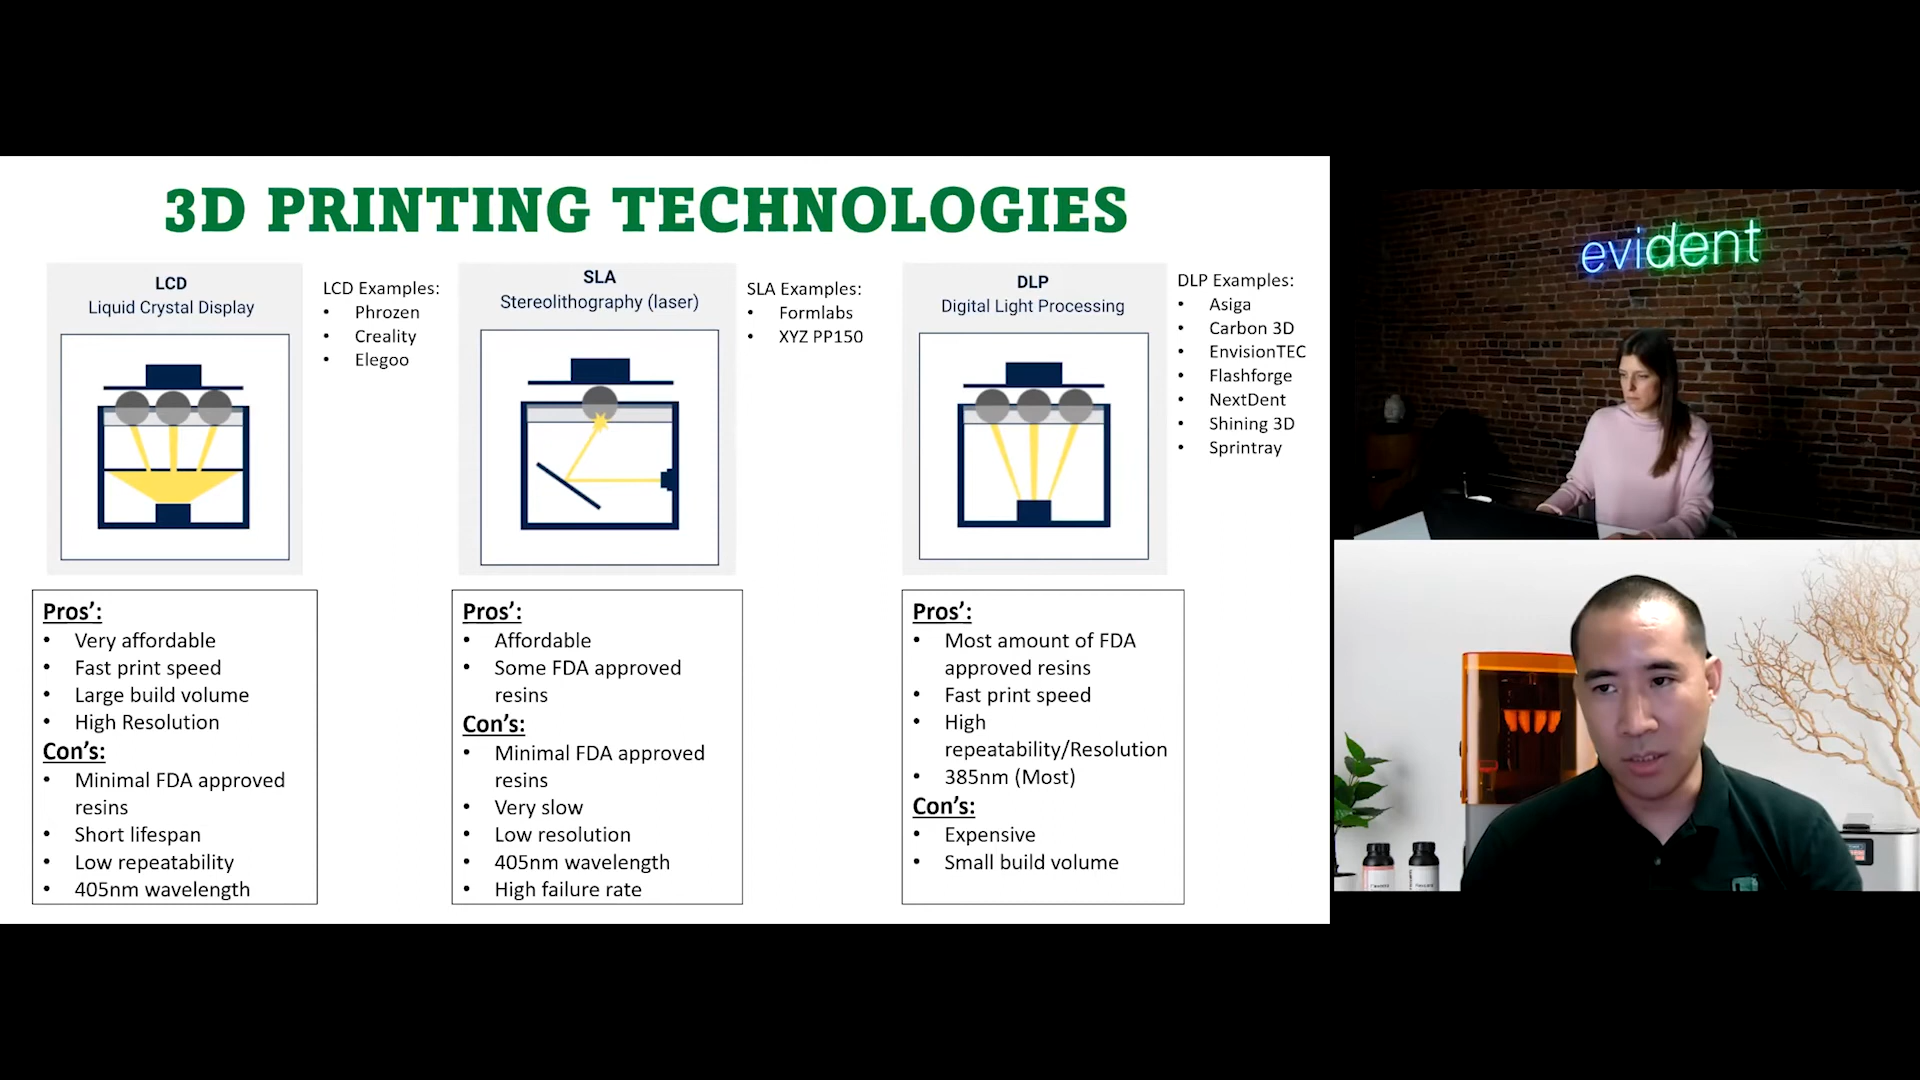 3D PRINTING TECHNOLOGIES
LCD
Liquid Crystal Display
LCD Examples:
• Phrozen
• Creality
• Elegoo
SLA
Stereolithography (laser)
SLA Examples:
• Formlabs
• XYZ PP150
DLP
Digital Light Processing
DLP Examples:
• Asiga
• Carbon 3D
• EnvisionTEC
• Flashforge
• NextDent
• Shining 3D
• Sprintray
Pros’:
• Very affordable
• Fast print speed
• Large build volume
• High Resolution
Con’s:
• Minimal FDA approved
resins
• Short lifespan
• Low repeatability
• 405nm wavelength
Pros’:
• Affordable
• Some FDA approved
resins
Con’s:
• Minimal FDA approved
resins
• Very slow
• Low resolution
• 405nm wavelength
• High failure rate
Pros’:
• Most amount of FDA
approved resins
• Fast print speed
• High
repeatability/Resolution
• 385nm (Most)
Con’s:
• Expensive
• Small build volume
evident